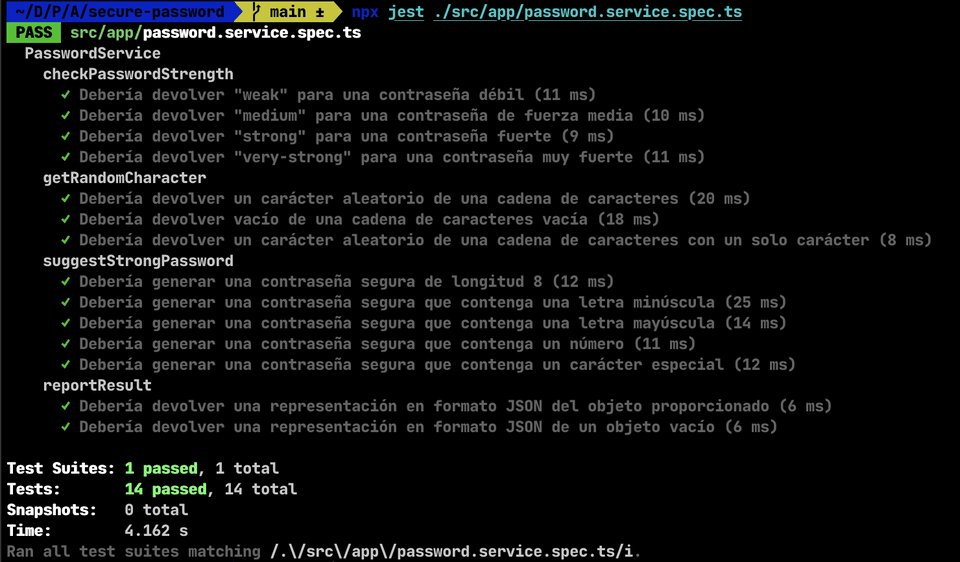 ~/D/P/A/secure-password main ± npx jest ./src/app/password.service.spec.ts
PASS src/app/password.service.spec.ts
PasswordService
checkPasswordStrength
✓ Debería devolver "weak" para una contraseña débil (11 ms)
✓ Debería devolver "medium" para una contraseña de fuerza media (10 ms)
✓ Debería devolver "strong" para una contraseña fuerte (9 ms)
✓ Debería devolver "very-strong" para una contraseña muy fuerte (11 ms)
getRandomCharacter
✓ Debería devolver un carácter aleatorio de una cadena de caracteres (20 ms)
✓ Debería devolver vacío de una cadena de caracteres vacía (18 ms)
✓ Debería devolver un carácter aleatorio de una cadena de caracteres con un solo carácter (8 ms)
suggestStrongPassword
✓ Debería generar una contraseña segura de longitud 8 (12 ms)
✓ Debería generar una contraseña segura que contenga una letra minúscula (25 ms)
✓ Debería generar una contraseña segura que contenga una letra mayúscula (14 ms)
✓ Debería generar una contraseña segura que contenga un número (11 ms)
✓ Debería generar una contraseña segura que contenga un carácter especial (12 ms)
reportResult
✓ Debería devolver una representación en formato JSON del objeto proporcionado (6 ms)
✓ Debería devolver una representación en formato JSON de un objeto vacío (6 ms)
Test Suites: 1 passed, 1 total
Tests: 14 passed, 14 total
Snapshots: 0 total
Time: 4.162 s
Ran all test suites matching /.\/src\/app\/password.service.spec.ts/i.